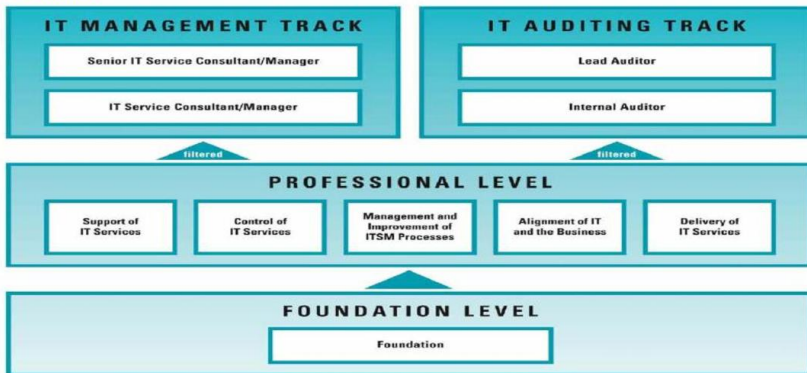 IT MANAGEMENT TRACK
Senior IT Service Consultant/Manager
IT Service Consultant/Manager
IT AUDITING TRACK
Lead Auditor
Internal Auditor
filtered
filtered
PROFESSIONAL LEVEL
Support of
IT Services
Control of
IT Services
Management and
Improvement of
ITSM Processes
Alignment of IT
and the Business
Delivery of
IT Services
FOUNDATION LEVEL
Foundation